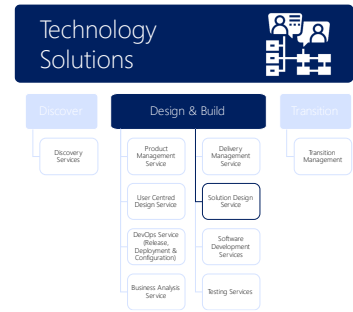 Technology
Solutions
Discover
Design & Build
Transition
Discovery
Services
Product
Management
Service
Delivery
Management
Service
Transition
Management
User Centred
Design Service
Solution Design
Service
DevOps Service
(Release,
Deployment &
Configuration)
Software
Development
Services
Business Analysis
Service
Testing Services